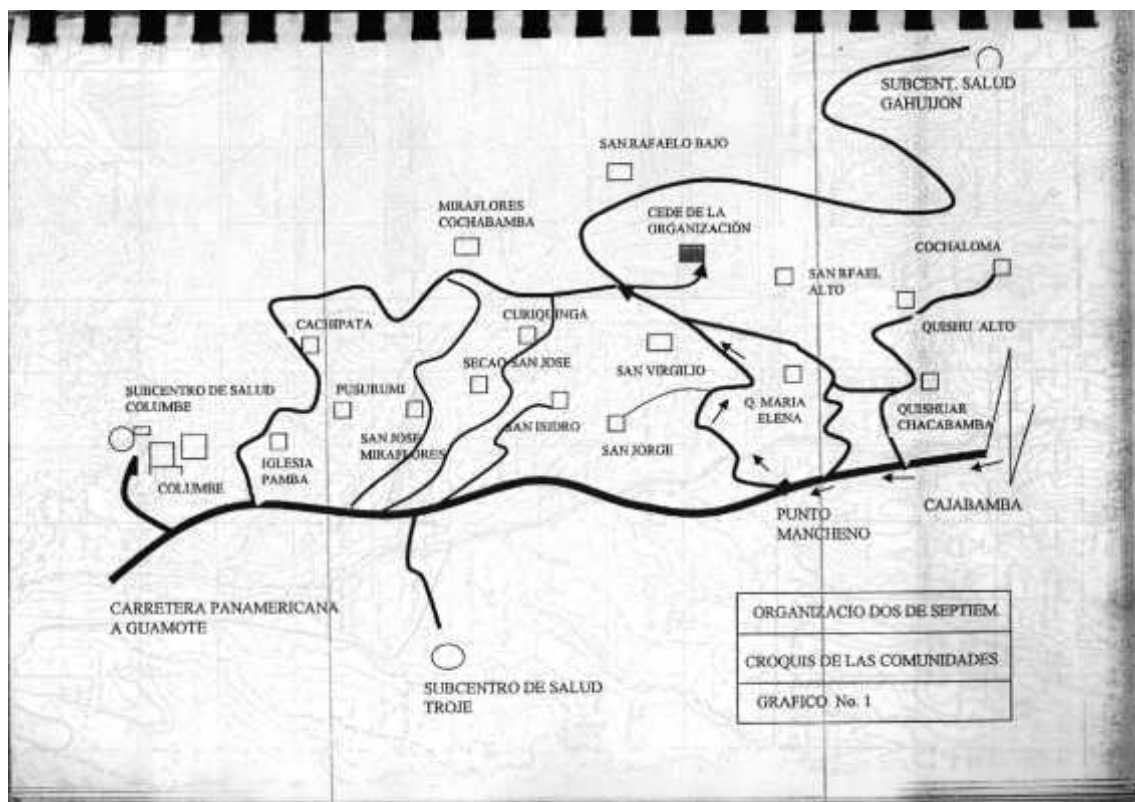 SUBCENT. SALUD
GAHUIJON
SAN RAFAELO BAJO
MIRAFLORES
COCHABAMBA
CEDE DE LA
ORGANIZACIÓN
COCHALOMA
SAN RFAEL
ALTO
CACHIPATA
CURIQUINGA
QUISHU. ALTO
SECAO SAN JOSE
SAN VIRGILIO
SUBCENTRO DE SALUD
COLUMBE
PUSURUMI
Q. MARIA
ELENA
QUISHUAR
CHACABAMBA
SAN ISIDRO
SAN JOSE
MIRAFLORES
SAN JORGE
IGLESIA
PAMBA
COLUMBE
CAJABAMBA
PUNTO
MANCHENO
CARRETERA PANAMERICANA
A GUAMOTE
ORGANIZACIO DOS DE SEPTIEM.
CROQUIS DE LAS COMUNIDADES
GRAFICO No. 1
SUBCENTRO DE SALUD
TROJE